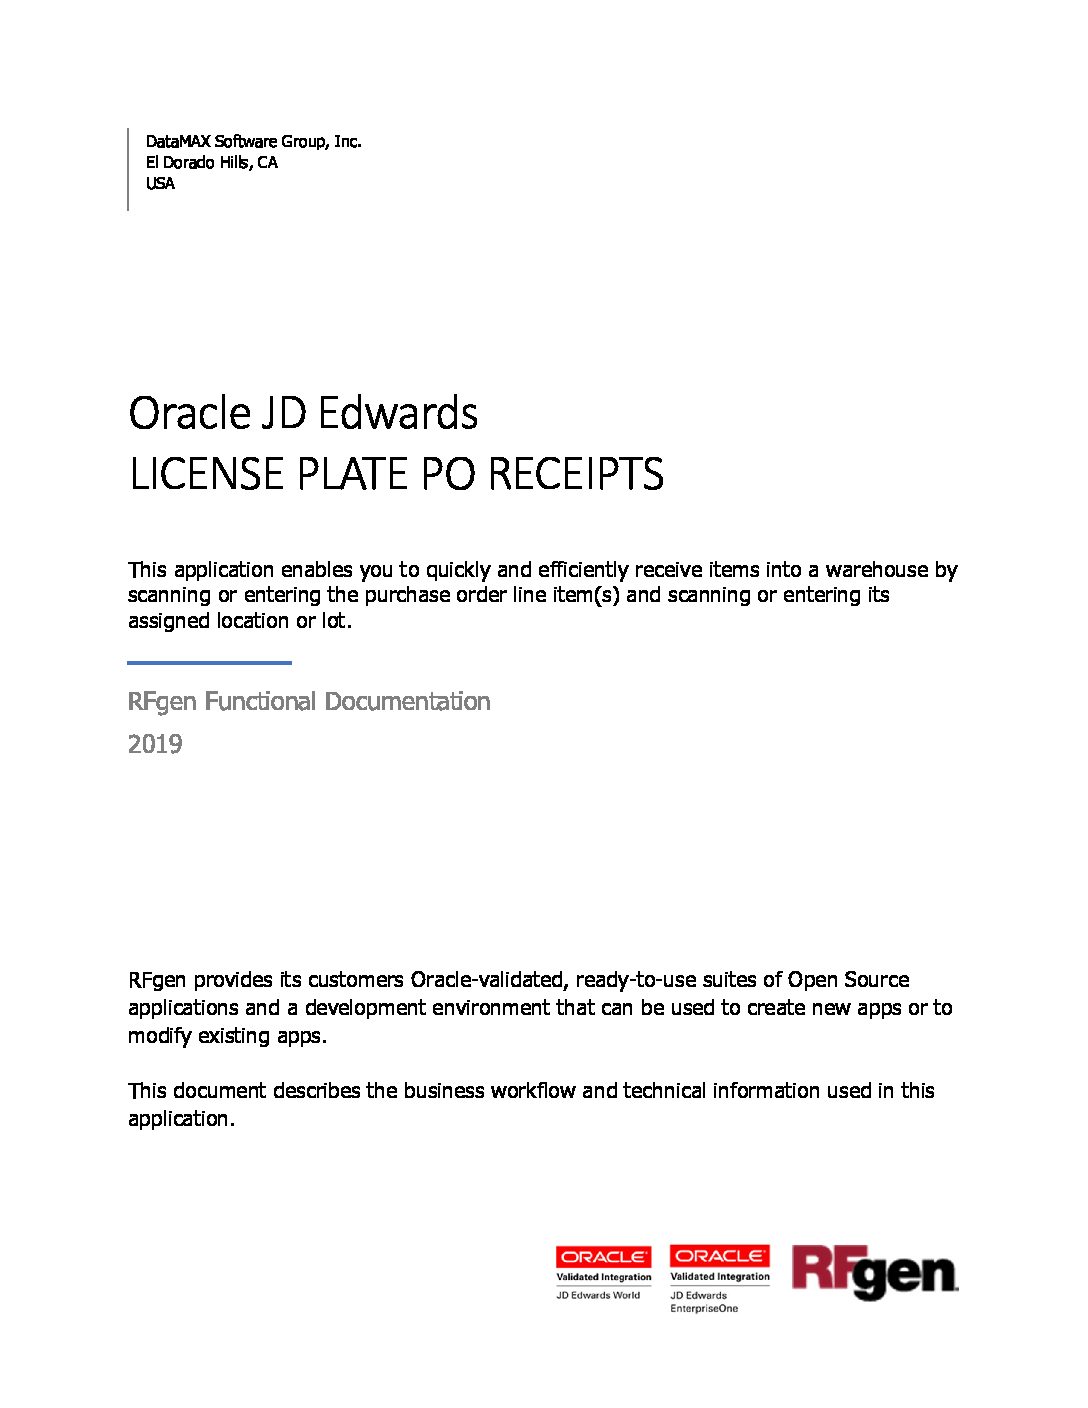 DataMAX Software Group, Inc.
El Dorado Hills, CA
USA
Oracle JD Edwards
LICENSE PLATE PO RECEIPTS
This application enables you to quickly and efficiently receive items into a warehouse by
scanning or entering the purchase order line item(s) and scanning or entering its
assigned location or lot.
RFgen Functional Documentation
2019
RFgen provides its customers Oracle-validated, ready-to-use suites of Open Source
applications and a development environment that can be used to create new apps or to
modify existing apps.
This document describes the business workflow and technical information used in this
application.
ORACLE
Validated Integration
JD Edwards World
ORACLE
Validated Integration
JD Edwards
EnterpriseOne
RFgen